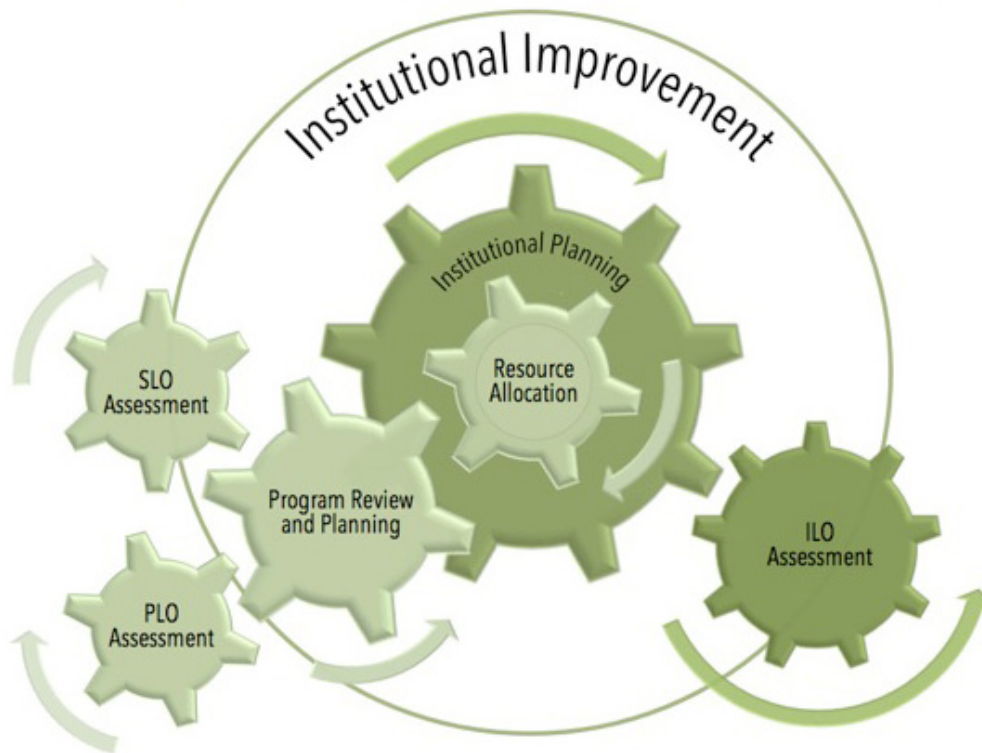 Institutional Improvement
Institutional Planning
Resource
Allocation
SLO
Assessment
Program Review
and Planning
ILO
Assessment
PLO
Assessment